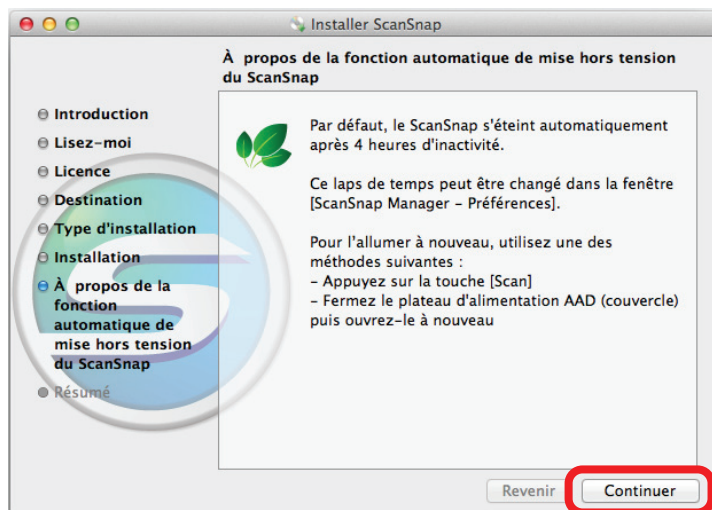 Installer ScanSnap
À propos de la fonction automatique de mise hors tension
du ScanSnap
Introduction
Lisez-moi
Licence
Destination
Type d'installation
Installation
À propos de la
fonction
automatique de
mise hors tension
du ScanSnap
Résumé
Par défaut, le ScanSnap s'éteint automatiquement
après 4 heures d'inactivité.
Ce laps de temps peut être changé dans la fenêtre
[ScanSnap Manager – Préférences].
Pour l'allumer à nouveau, utilisez une des
méthodes suivantes :
– Appuyez sur la touche [Scan]
– Fermez le plateau d'alimentation AAD (couvercle)
puis ouvrez-le à nouveau
Revenir
Continuer